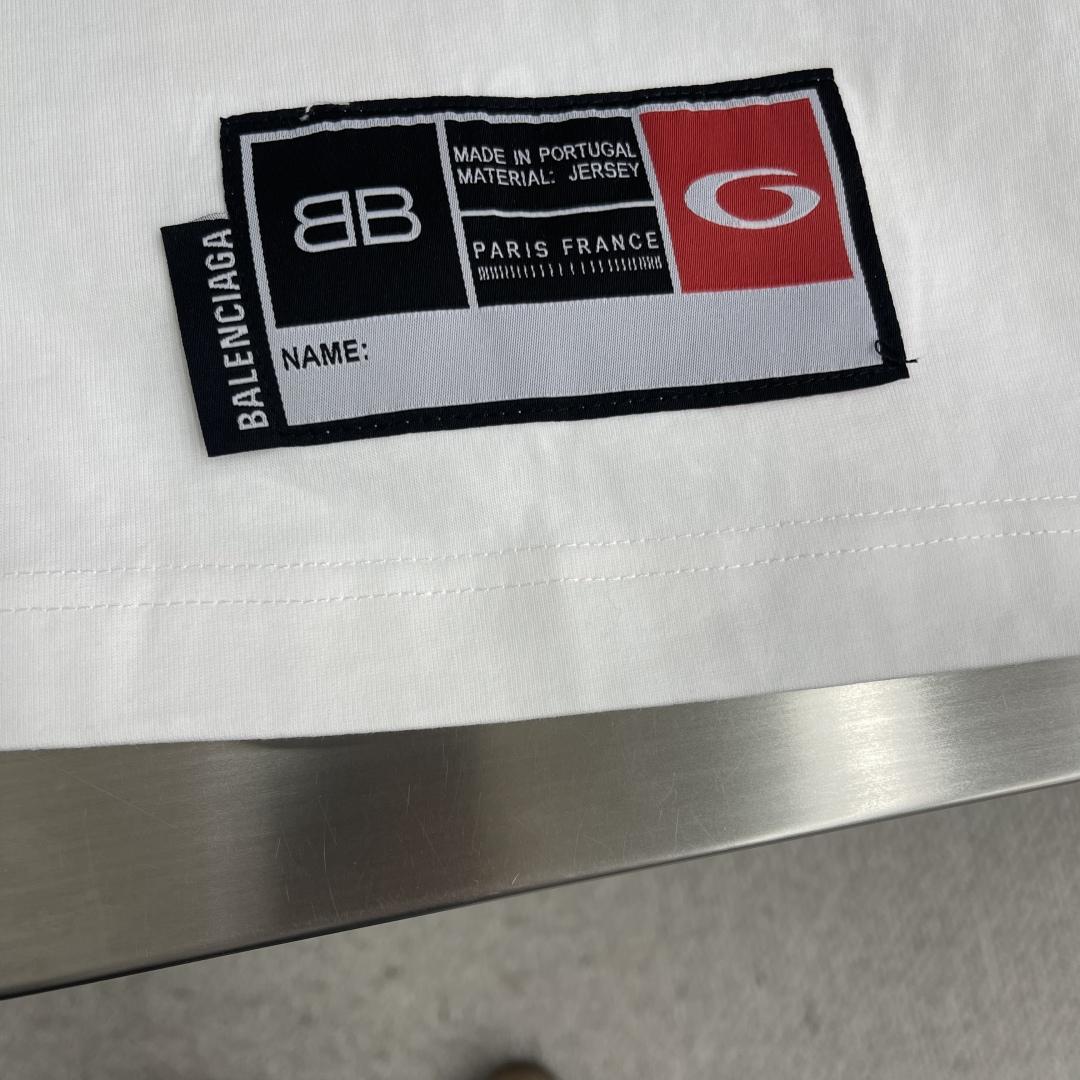 BALENCIAGA
BB
MADE IN PORTUGAL
MATERIAL: JERSEY
PARIS FRANCE
NAME: